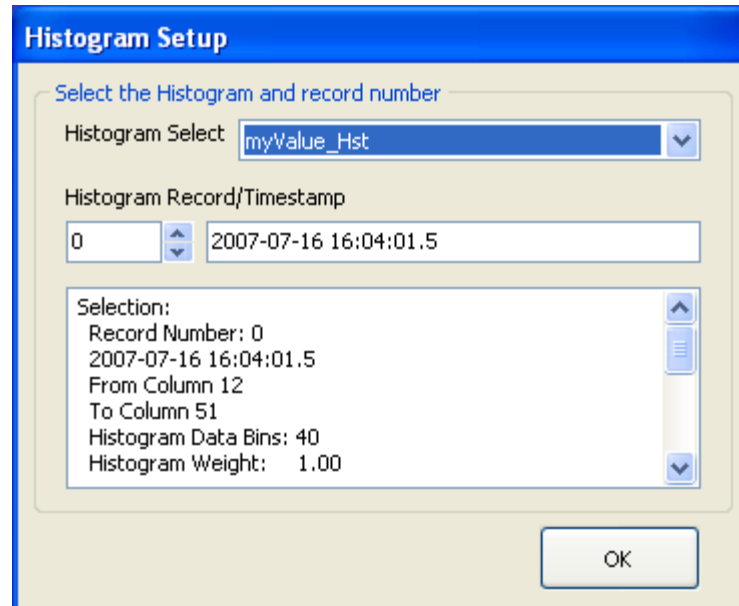 Histogram Setup
Select the Histogram and record number
Histogram Select myValue_Hst
Histogram Record/Timestamp
0 2007-07-16 16:04:01.5
Selection:
Record Number: 0
2007-07-16 16:04:01.5
From Column 12
To Column 51
Histogram Data Bins: 40
Histogram Weight: 1.00
OK